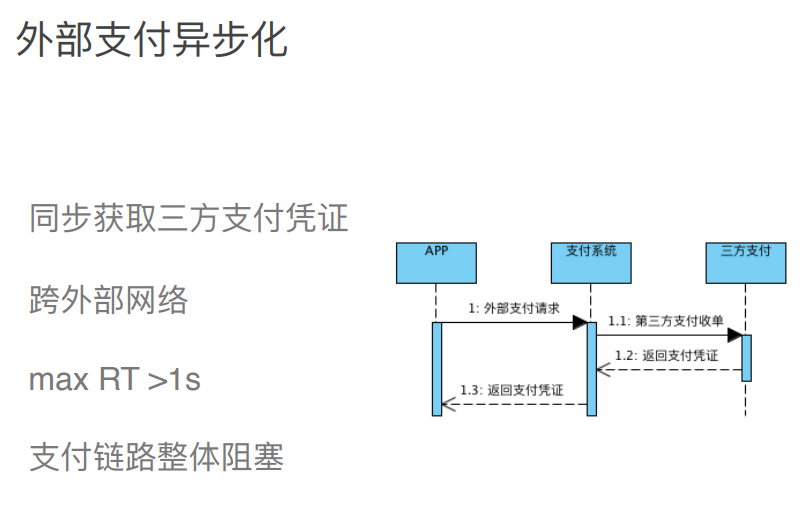 外部支付异步化
同步获取三方支付凭证
跨外部网络
max RT >1s
支付链路整体阻塞
APP
支付系统
三方支付
1: 外部支付请求
1.1: 第三方支付收单
1.2: 返回支付凭证
1.3: 返回支付凭证